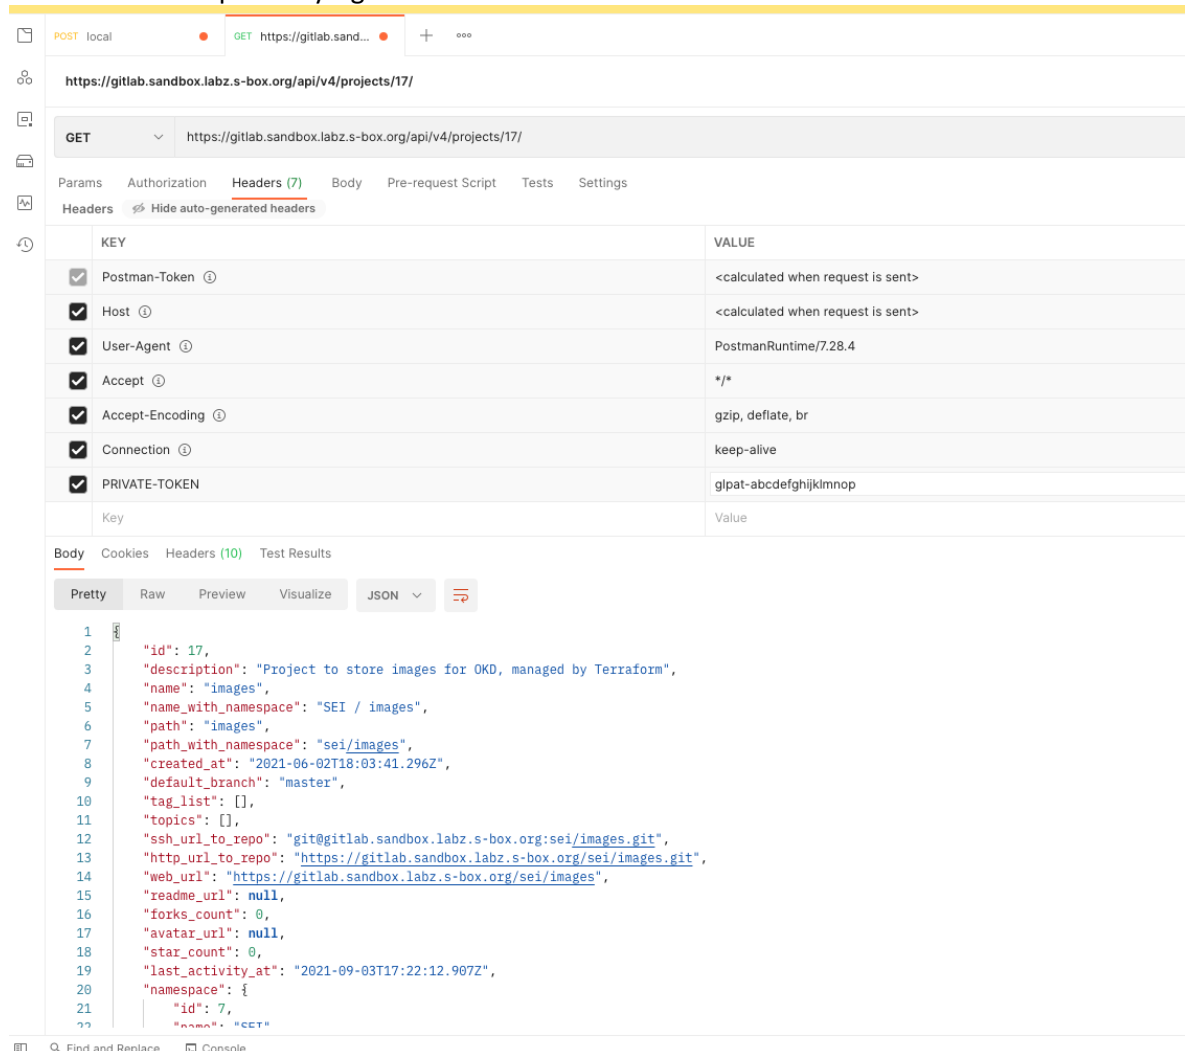 POST local GET https://gitlab.sand...
https://gitlab.sandbox.labz.s-box.org/api/v4/projects/17/
GET https://gitlab.sandbox.labz.s-box.org/api/v4/projects/17/
Params Authorization Headers (7) Body Pre-request Script Tests Settings
Headers Hide auto-generated headers
KEY VALUE
Postman-Token <calculated when request is sent>
Host <calculated when request is sent>
User-Agent PostmanRuntime/7.28.4
Accept */*
Accept-Encoding gzip, deflate, br
Connection keep-alive
PRIVATE-TOKEN glpat-abcdefghijklmnop
Key Value
Body Cookies Headers (10) Test Results
Pretty Raw Preview Visualize JSON
1 {
2 "id": 17,
3 "description": "Project to store images for OKD, managed by Terraform",
4 "name": "images",
5 "name_with_namespace": "SEI / images",
6 "path": "images",
7 "path_with_namespace": "sei/images",
8 "created_at": "2021-06-02T18:03:41.296Z",
9 "default_branch": "master",
10 "tag_list": [],
11 "topics": [],
12 "ssh_url_to_repo": "git@gitlab.sandbox.labz.s-box.org:sei/images.git",
13 "http_url_to_repo": "https://gitlab.sandbox.labz.s-box.org/sei/images.git",
14 "web_url": "https://gitlab.sandbox.labz.s-box.org/sei/images",
15 "readme_url": null,
16 "forks_count": 0,
17 "avatar_url": null,
18 "star_count": 0,
19 "last_activity_at": "2021-09-03T17:22:12.907Z",
20 "namespace": {
21 "id": 7,
22 "name": "SEI"
Find and Replace Console